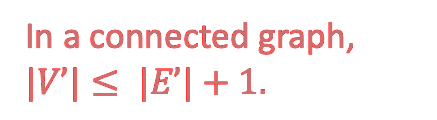 In a connected graph,
|V'| ≤ |E'| + 1.